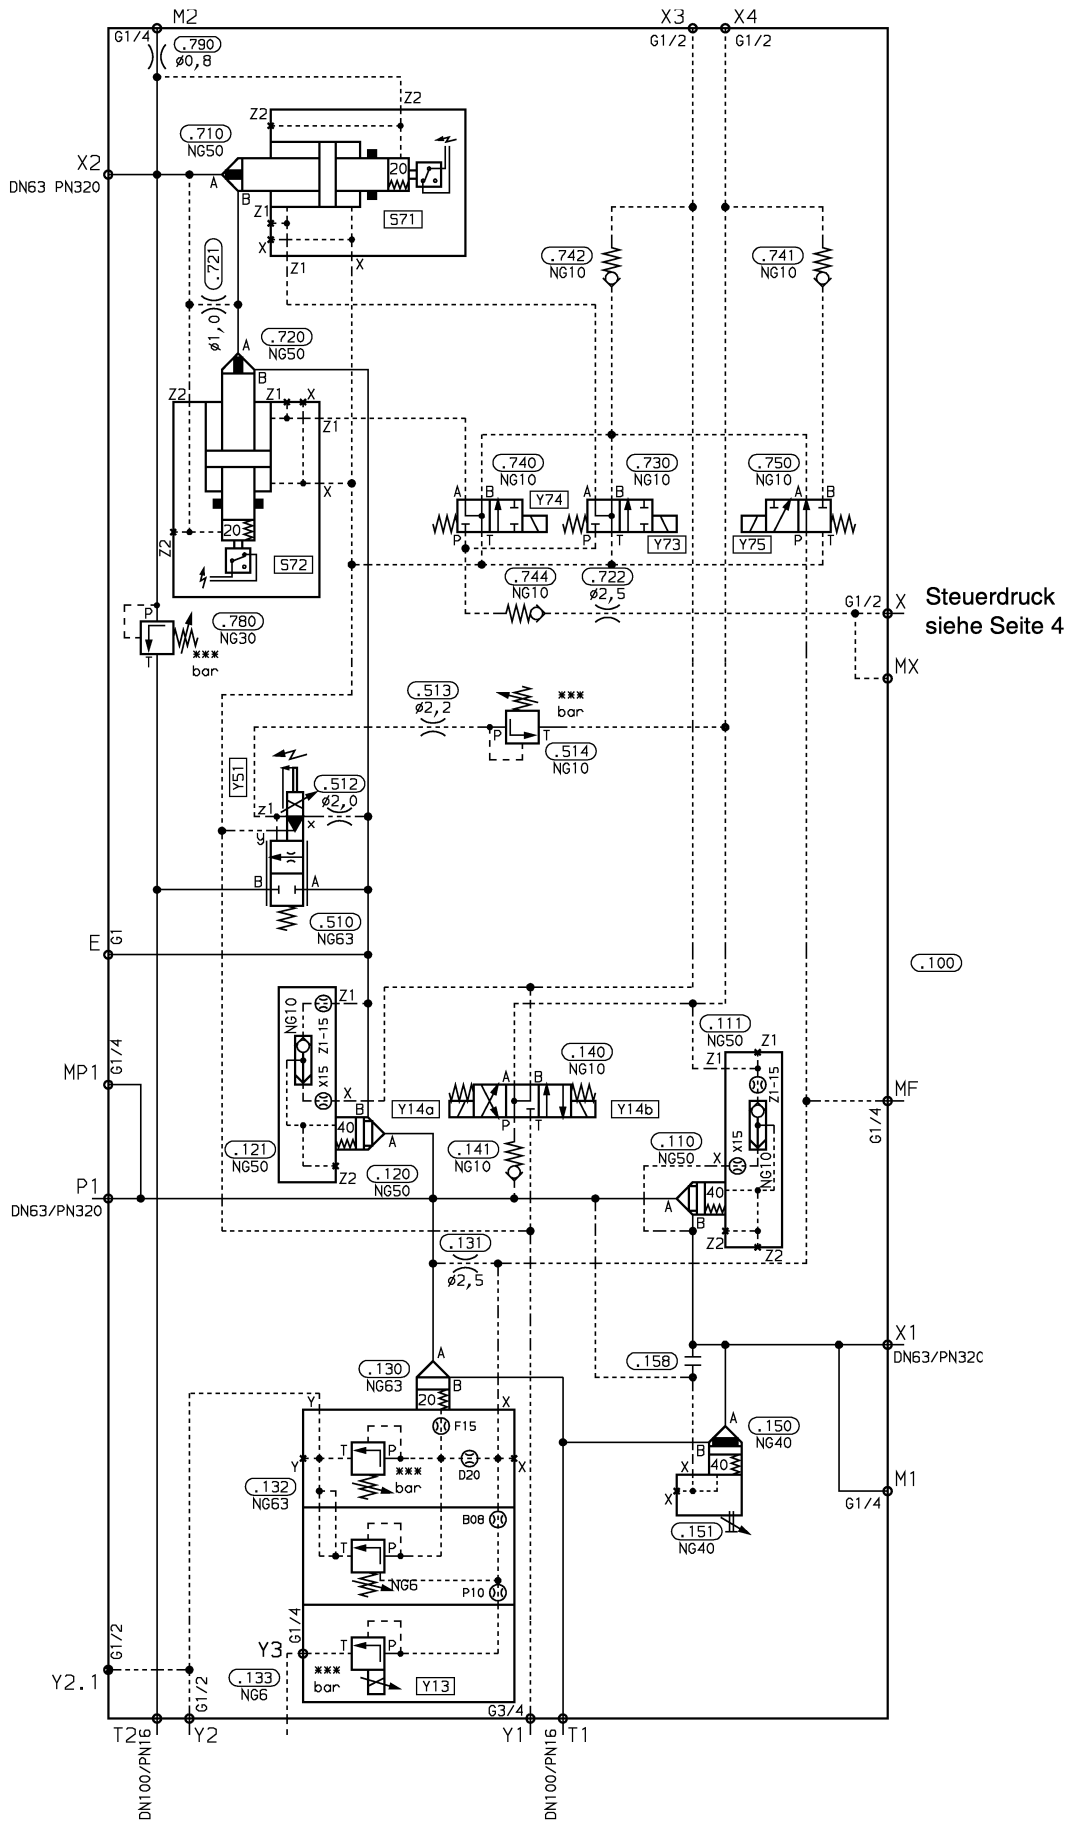 M2
X3
X4
G1/4
.790
ø0,8
G1/2
G1/2
Z2
Z2
.710
NG50
X2
DN63 PN320
A
B
20
Z1
S71
X
Z1
X
.721
ø1,0
.742
NG10
.741
NG10
.720
NG50
A
B
Z2
Z1
X
Z1
X
20
Z2
S72
.740
NG10
.730
NG10
.750
NG10
A
B
Y74
A
B
A
B
P
T
P
T
Y73
Y75
P
T
.744
NG10
.722
ø2,5
G1/2
X
Steuerdruck
siehe Seite 4
MX
P
T
.780
NG30
***
bar
.513
ø2,2
***
bar
P
T
.514
NG10
Y51
.512
ø2,0
z1
x
y
B
A
.510
NG63
E
G1
.100
NG10
Z1
Z1-15
X15
X
B
40
A
Z2
.121
NG50
.120
NG50
MP1
G1/4
.111
NG50
Z1
Z1
Z1-15
.140
NG10
A
B
Y14a
Y14b
P
T
.141
NG10
.110
NG50
X15
X
NG10
40
A
B
Z2
Z2
MF
G1/4
P1
DN63/PN320
.131
ø2,5
X1
DN63/PN320
.158
.130
NG63
A
B
20
Y
X
F15
T
P
Y
D20
X
***
bar
.132
NG63
B08
T
P
NG6
P10
A
.150
NG40
B
40
X
X
.151
NG40
M1
G1/4
G1/4
Y3
T
P
.133
NG6
***
bar
Y13
G1/2
Y2.1
G1/2
G3/4
T2
DN100/PN16
Y2
Y1
DN100/PN16
T1